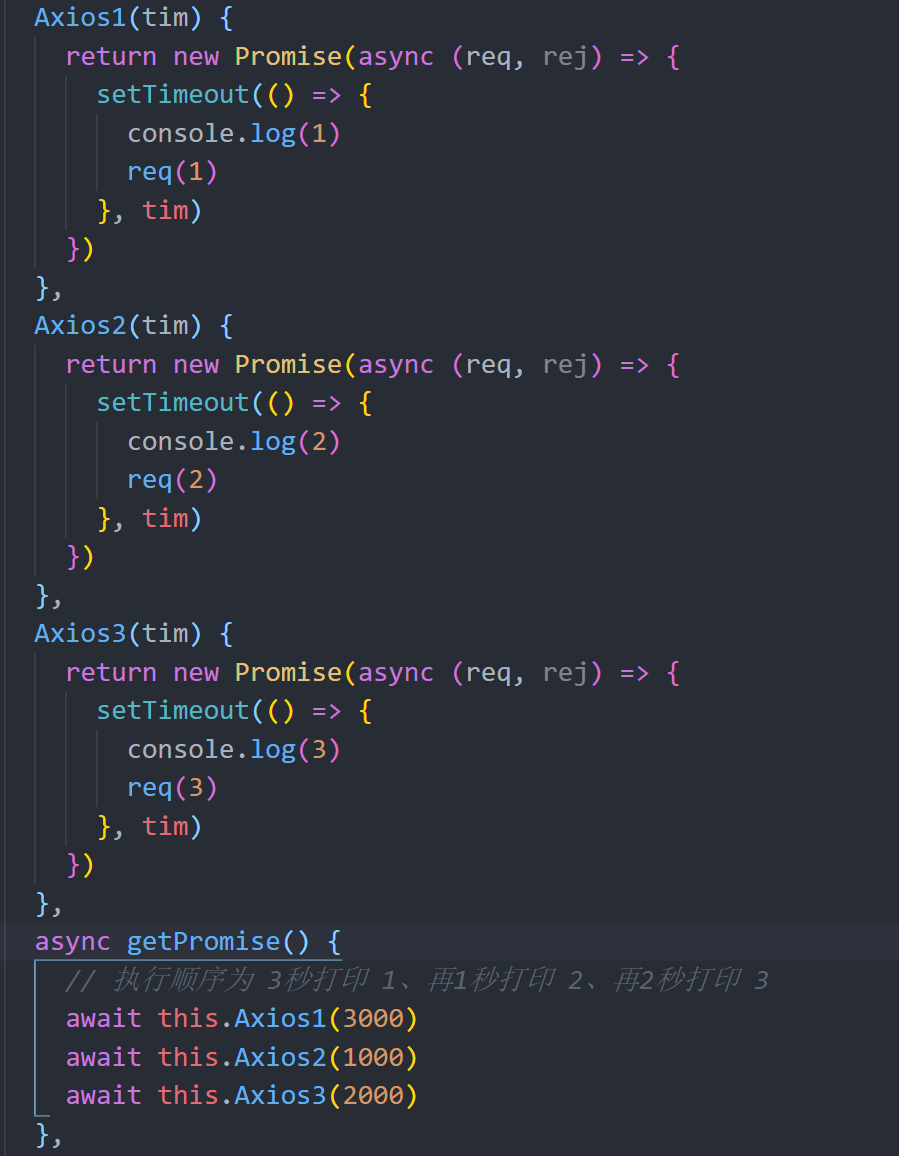 Axios1(tim) {
return new Promise(async (req, rej) => {
setTimeout(() => {
console.log(1)
req(1)
}, tim)
})
},
Axios2(tim) {
return new Promise(async (req, rej) => {
setTimeout(() => {
console.log(2)
req(2)
}, tim)
})
},
Axios3(tim) {
return new Promise(async (req, rej) => {
setTimeout(() => {
console.log(3)
req(3)
}, tim)
})
},
async getPromise() {
// 执行顺序为 3秒打印 1、再1秒打印 2、再2秒打印 3
await this.Axios1(3000)
await this.Axios2(1000)
await this.Axios3(2000)
},